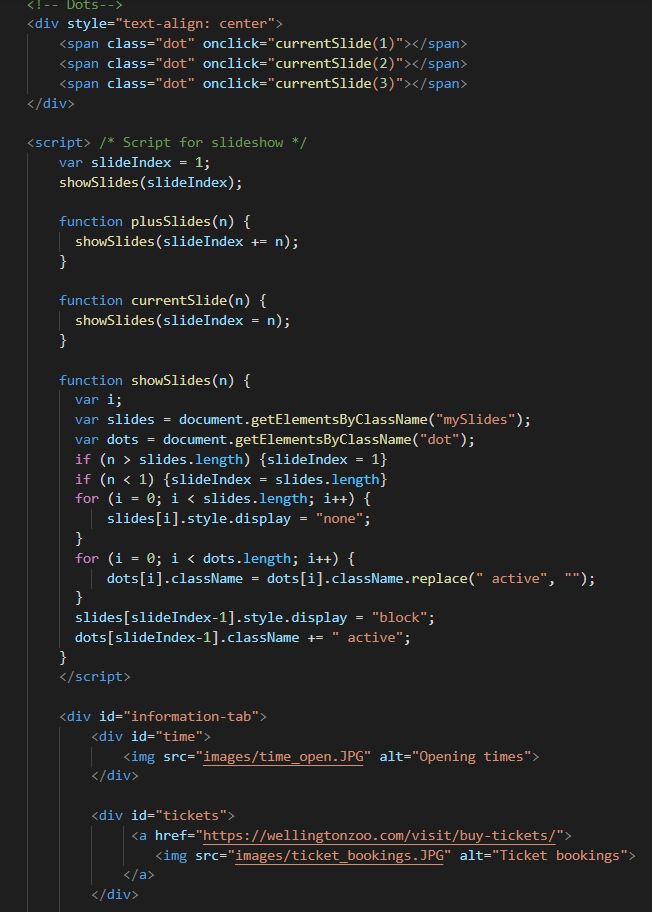 <!-- Dots-->
<div style="text-align: center">
<span class="dot" onclick="currentSlide(1)"></span>
<span class="dot" onclick="currentSlide(2)"></span>
<span class="dot" onclick="currentSlide(3)"></span>
</div>
<script> /* Script for slideshow */
var slideIndex = 1;
showSlides(slideIndex);
function plusSlides(n) {
showSlides(slideIndex += n);
}
function currentSlide(n) {
showSlides(slideIndex = n);
}
function showSlides(n) {
var i;
var slides = document.getElementsByClassName("mySlides");
var dots = document.getElementsByClassName("dot");
if (n > slides.length) {slideIndex = 1}
if (n < 1) {slideIndex = slides.length}
for (i = 0; i < slides.length; i++) {
slides[i].style.display = "none";
}
for (i = 0; i < dots.length; i++) {
dots[i].className = dots[i].className.replace(" active", "");
}
slides[slideIndex-1].style.display = "block";
dots[slideIndex-1].className += " active";
}
</script>
<div id="information-tab">
<div id="time">
<img src="images/time_open.JPG" alt="Opening times">
</div>
<div id="tickets">
<a href="https://wellingtonzoo.com/visit/buy-tickets/">
<img src="images/ticket_bookings.JPG" alt="Ticket bookings">
</a>
</div>